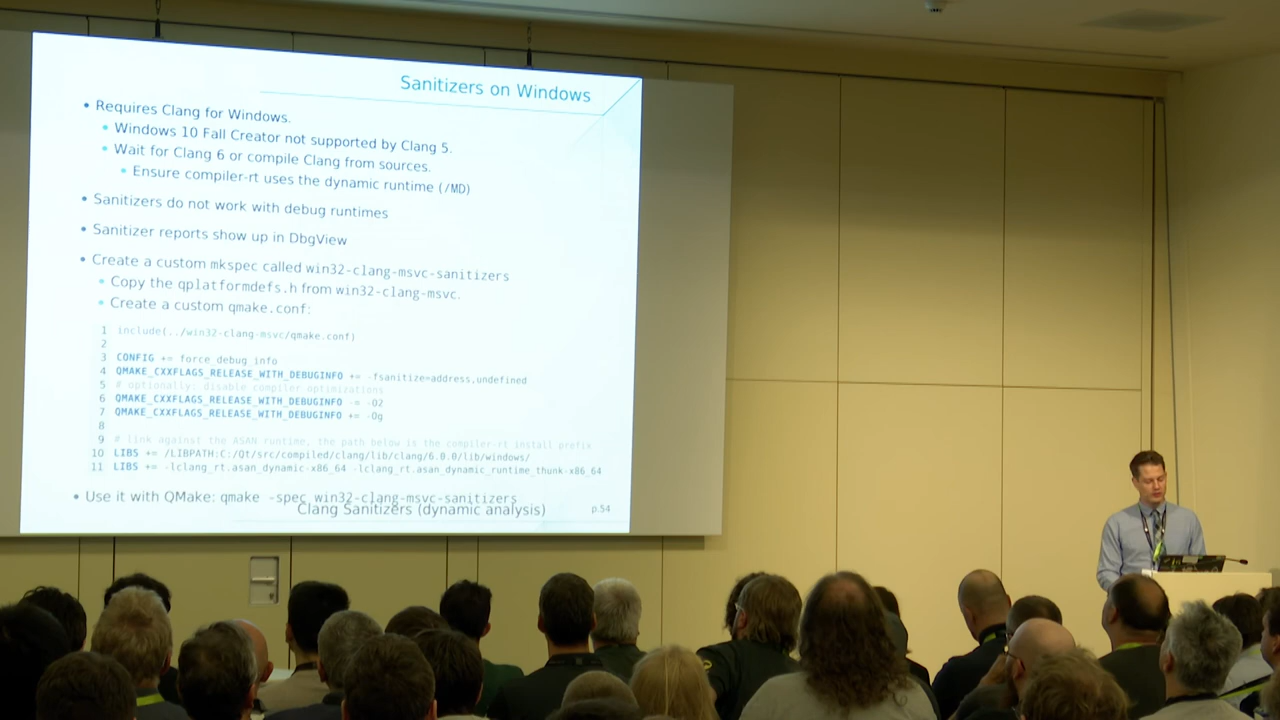 Sanitizers on Windows
• Requires Clang for Windows.
• Windows 10 Fall Creator not supported by Clang 5.
• Wait for Clang 6 or compile Clang from sources.
• Ensure compiler-rt uses the dynamic runtime (/MD)
• Sanitizers do not work with debug runtimes
• Sanitizer reports show up in DbgView
• Create a custom mkspec called win32-clang-msvc-sanitizers
• Copy the qplatformdefs.h from win32-clang-msvc.
• Create a custom qmake.conf:
1 include(../win32-clang-msvc/qmake.conf)
2
3 CONFIG += force_debug_info
4 QMAKE_CXXFLAGS_RELEASE_WITH_DEBUGINFO += -fsanitize=address,undefined
5 # optionally: disable compiler optimizations
6 QMAKE_CXXFLAGS_RELEASE_WITH_DEBUGINFO -= -O2
7 QMAKE_CXXFLAGS_RELEASE_WITH_DEBUGINFO += -Og
8
9 # link against the ASAN runtime, the path below is the compiler-rt install prefix
10 LIBS += /LIBPATH:C:/Qt/src/compiled/clang/lib/clang/6.0.0/lib/windows/
11 LIBS += -lclang_rt.asan_dynamic-x86_64 -lclang_rt.asan_dynamic_runtime_thunk-x86_64
• Use it with QMake: qmake -spec win32-clang-msvc-sanitizers
Clang Sanitizers (dynamic analysis)
p.54